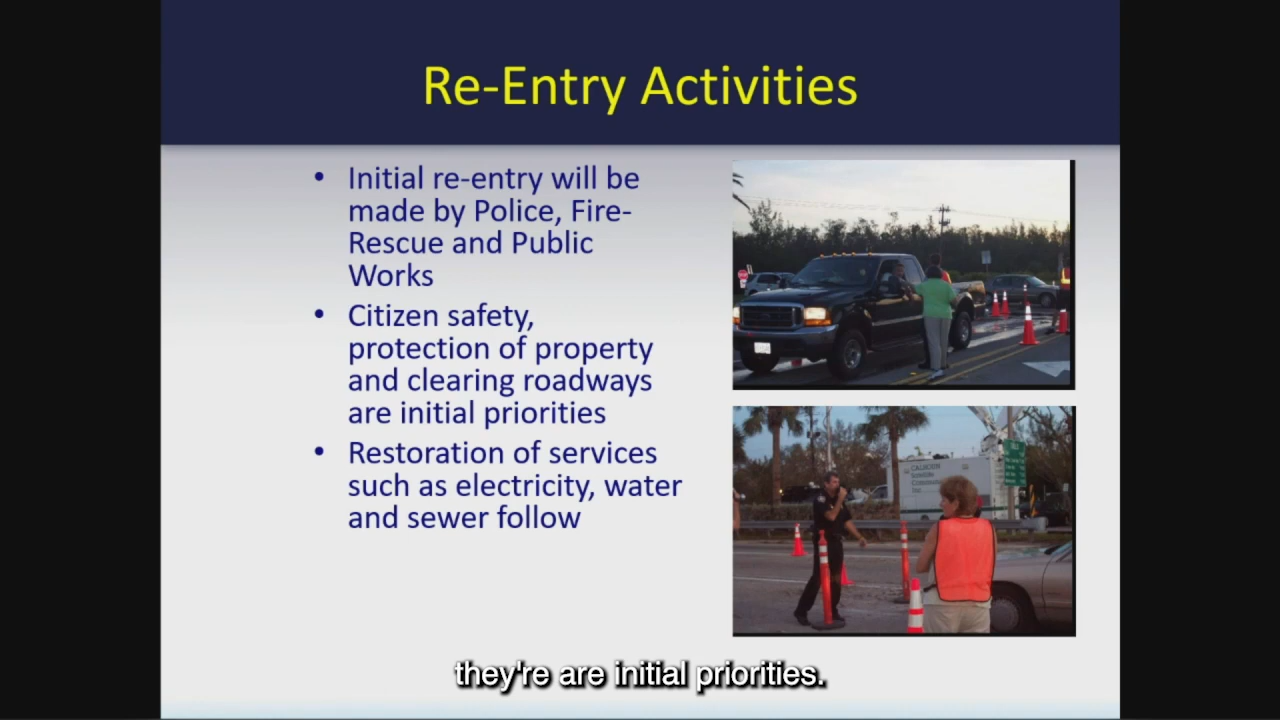 Re-Entry Activities
• Initial re-entry will be
made by Police, Fire-
Rescue and Public
Works
• Citizen safety,
protection of property
and clearing roadways
are initial priorities
• Restoration of services
such as electricity, water
and sewer follow
they're are initial priorities.